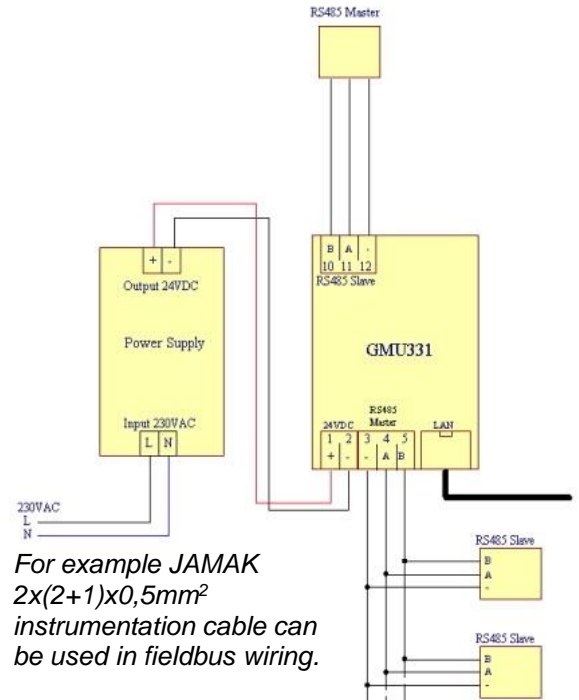 RS485 Master
B A -
10 11 12
RS485 Slave
GMU331
+ -
Output 24VDC
Power Supply
Input 230VAC
L N
RS485
Master
24VDC
LAN
1 2 3 4 5
+ - - A B
230VAC
L
N
For example JAMAK
2x(2+1)x0,5mm²
instrumentation cable can
be used in fieldbus wiring.
RS485 Slave
B
A
-
RS485 Slave
B
A
-